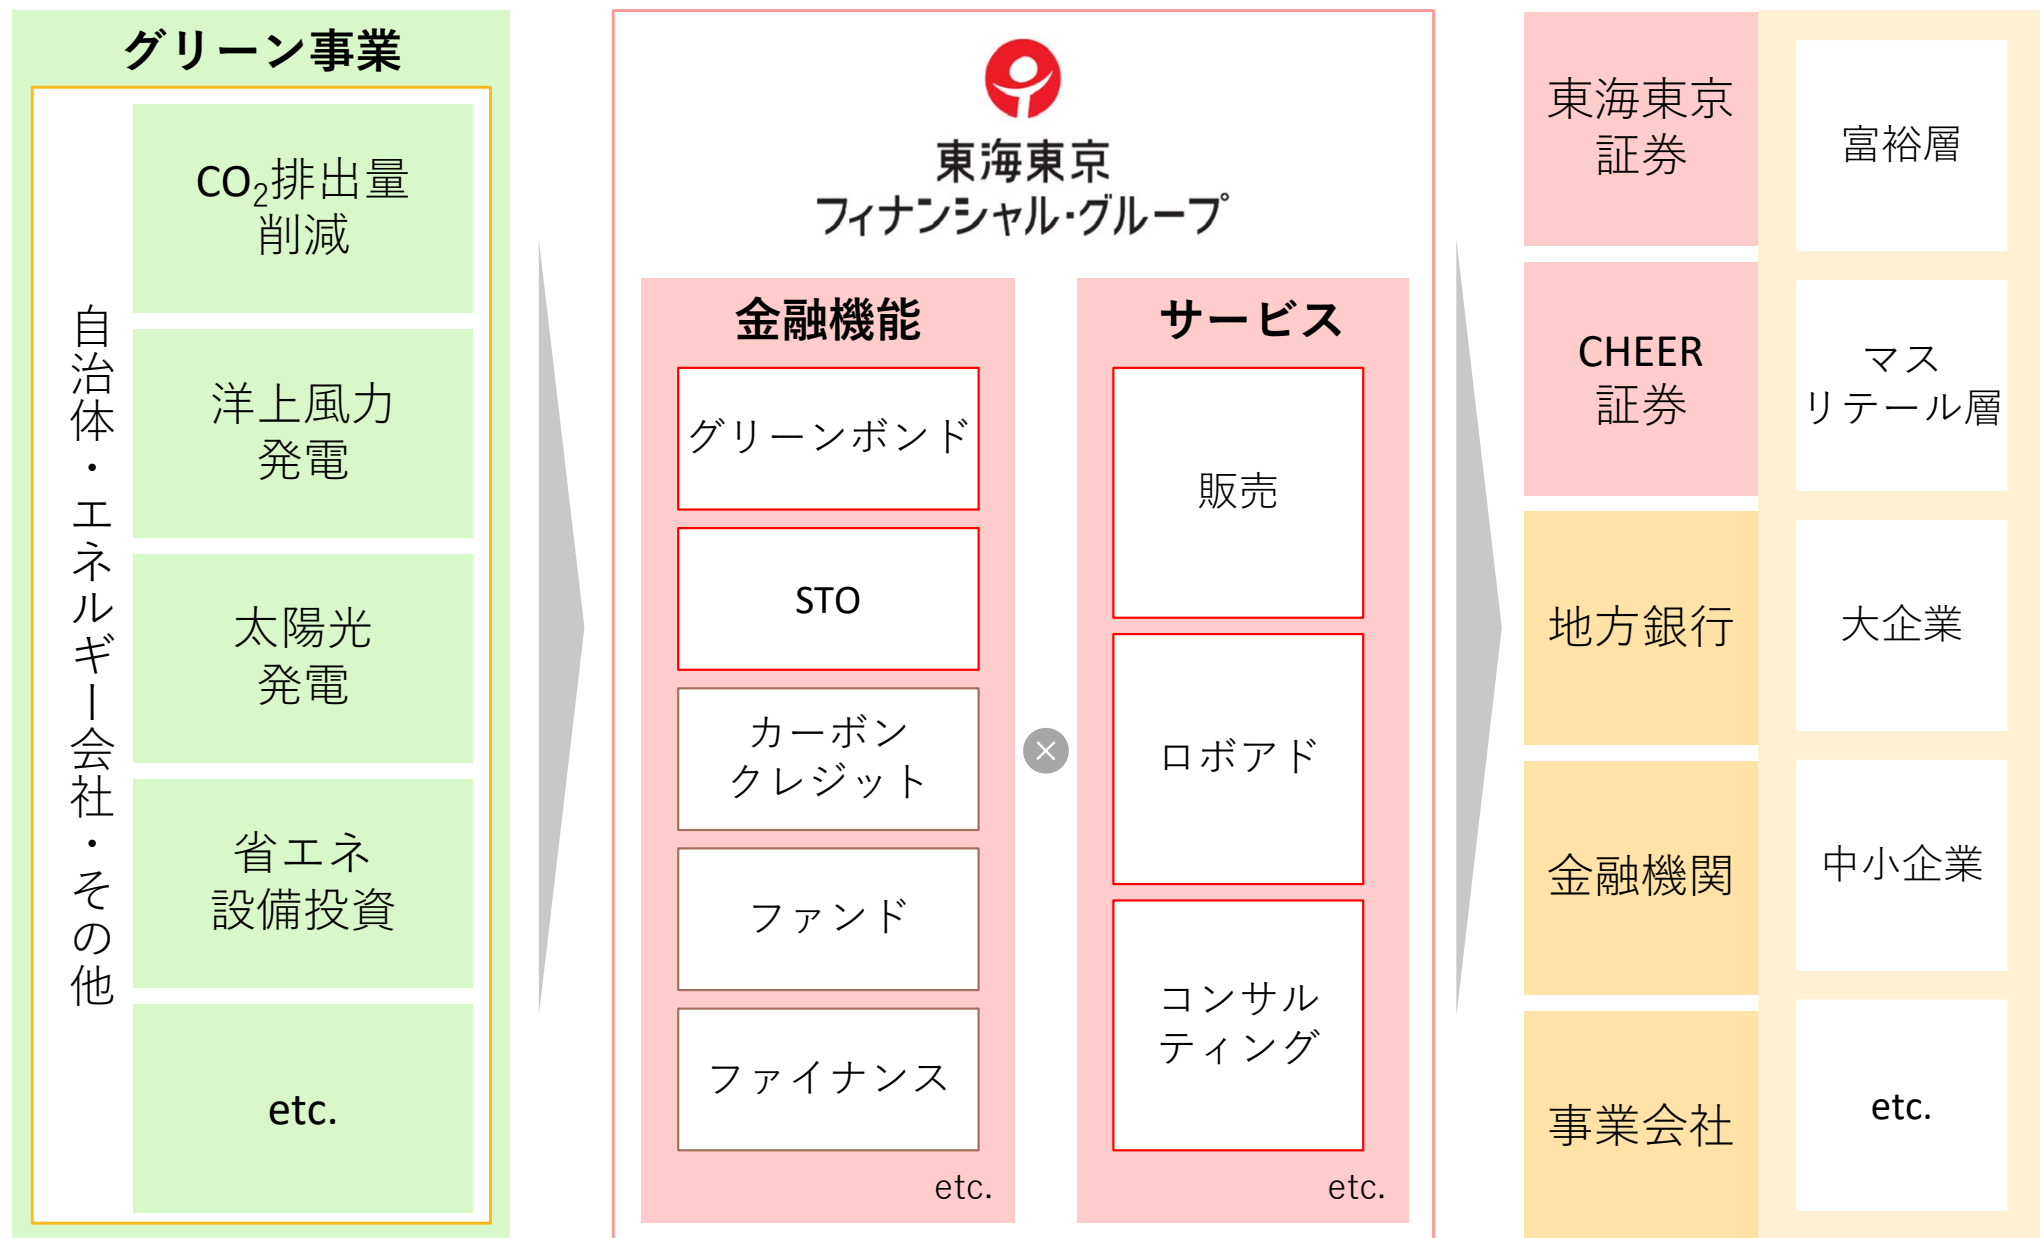 グリーン事業
自治体・エネルギー会社・その他
CO₂排出量
削減
洋上風力
発電
太陽光
発電
省エネ
設備投資
etc.
東海東京
フィナンシャル・グループ
金融機能
グリーンボンド
STO
カーボン
クレジット
ファンド
ファイナンス
etc.
×
サービス
販売
ロボアド
コンサル
ティング
etc.
東海東京
証券
CHEER
証券
地方銀行
金融機関
事業会社
富裕層
マス
リテール層
大企業
中小企業
etc.